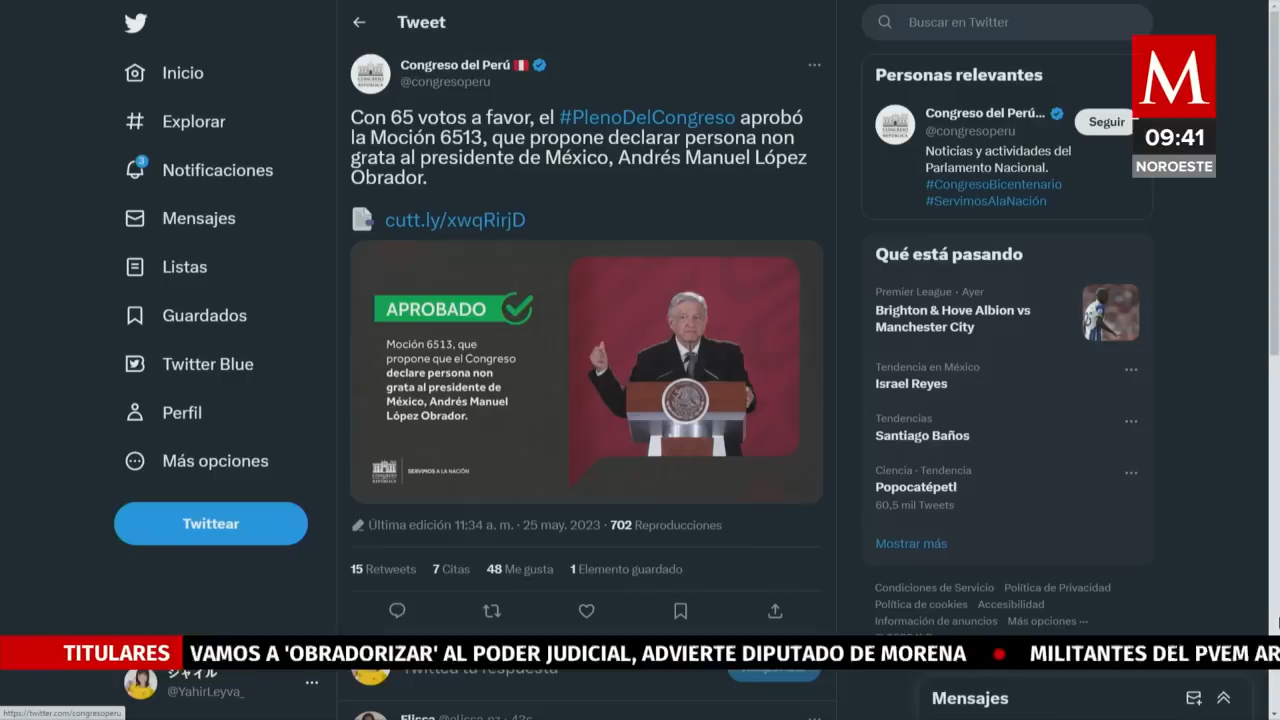 Tweet
Buscar en Twitter
Inicio
Explorar
3
Notificaciones
Mensajes
Listas
Guardados
Twitter Blue
Perfil
Más opciones
Twittear
Congreso del Perú
@congresoperu
Con 65 votos a favor, el #PlenoDelCongreso aprobó
la Moción 6513, que propone declarar persona non
grata al presidente de México, Andrés Manuel López
Obrador.
cutt.ly/xwqRirjD
APROBADO
Moción 6513, que
propone que el Congreso
declare persona non
grata al presidente de
México, Andrés Manuel
López Obrador.
CONGRESO
REPÚBLICA
SERVIMOS A LA NACIÓN
Última edición 11:34 a. m. · 25 may. 2023 · 702 Reproducciones
15 Retweets 7 Citas 48 Me gusta 1 Elemento guardado
Personas relevantes
Congreso del Perú...
@congresoperu
Seguir
Noticias y actividades del
Parlamento Nacional.
#CongresoBicentenario
#ServimosAlaNación
M
09:41
NOROESTE
Qué está pasando
Premier League · Ayer
Brighton & Hove Albion vs
Manchester City
Tendencia en México
Israel Reyes
Tendencias
Santiago Baños
Ciencia · Tendencia
Popocatépetl
60,5 mil Tweets
Mostrar más
Condiciones de Servicio Política de Privacidad
Política de cookies Accesibilidad
Información de anuncios Más opciones ···
TITULARES VAMOS A 'OBRADORIZAR' AL PODER JUDICIAL, ADVIERTE DIPUTADO DE MORENA • MILITANTES DEL PVEM AR
シャイル
@YahirLeyva_
Mensajes
https://twitter.com/congresoperu